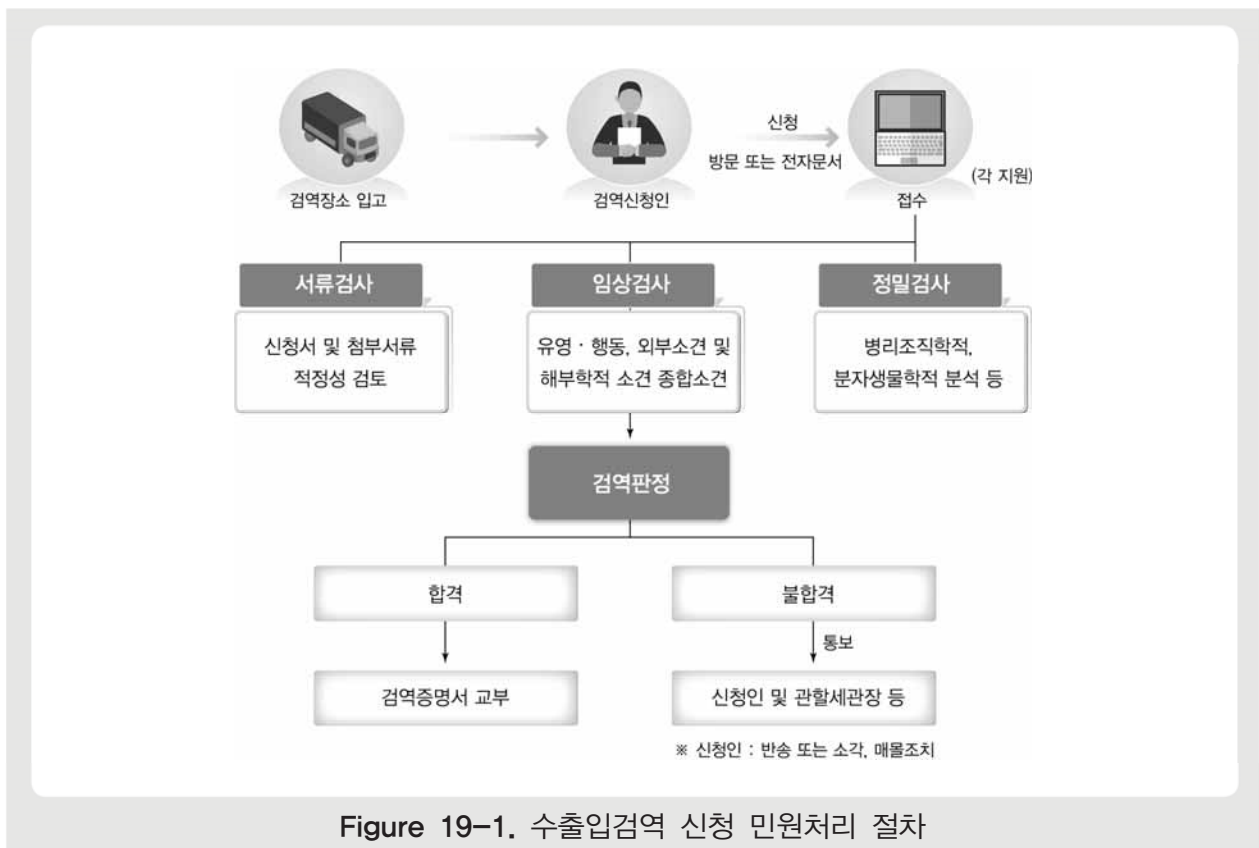 신청
방문 또는 전자문서
(각 지원)
검역장소 입고
검역신청인
접수
서류검사
임상검사
정밀검사
신청서 및 첨부서류
적정성 검토
유영 · 행동, 외부소견 및
해부학적 소견 종합소견
병리조직학적,
분자생물학적 분석 등
검역판정
합격
불합격
통보
검역증명서 교부
신청인 및 관할세관장 등
※ 신청인 : 반송 또는 소각, 매몰조치
Figure 19-1. 수출입검역 신청 민원처리 절차